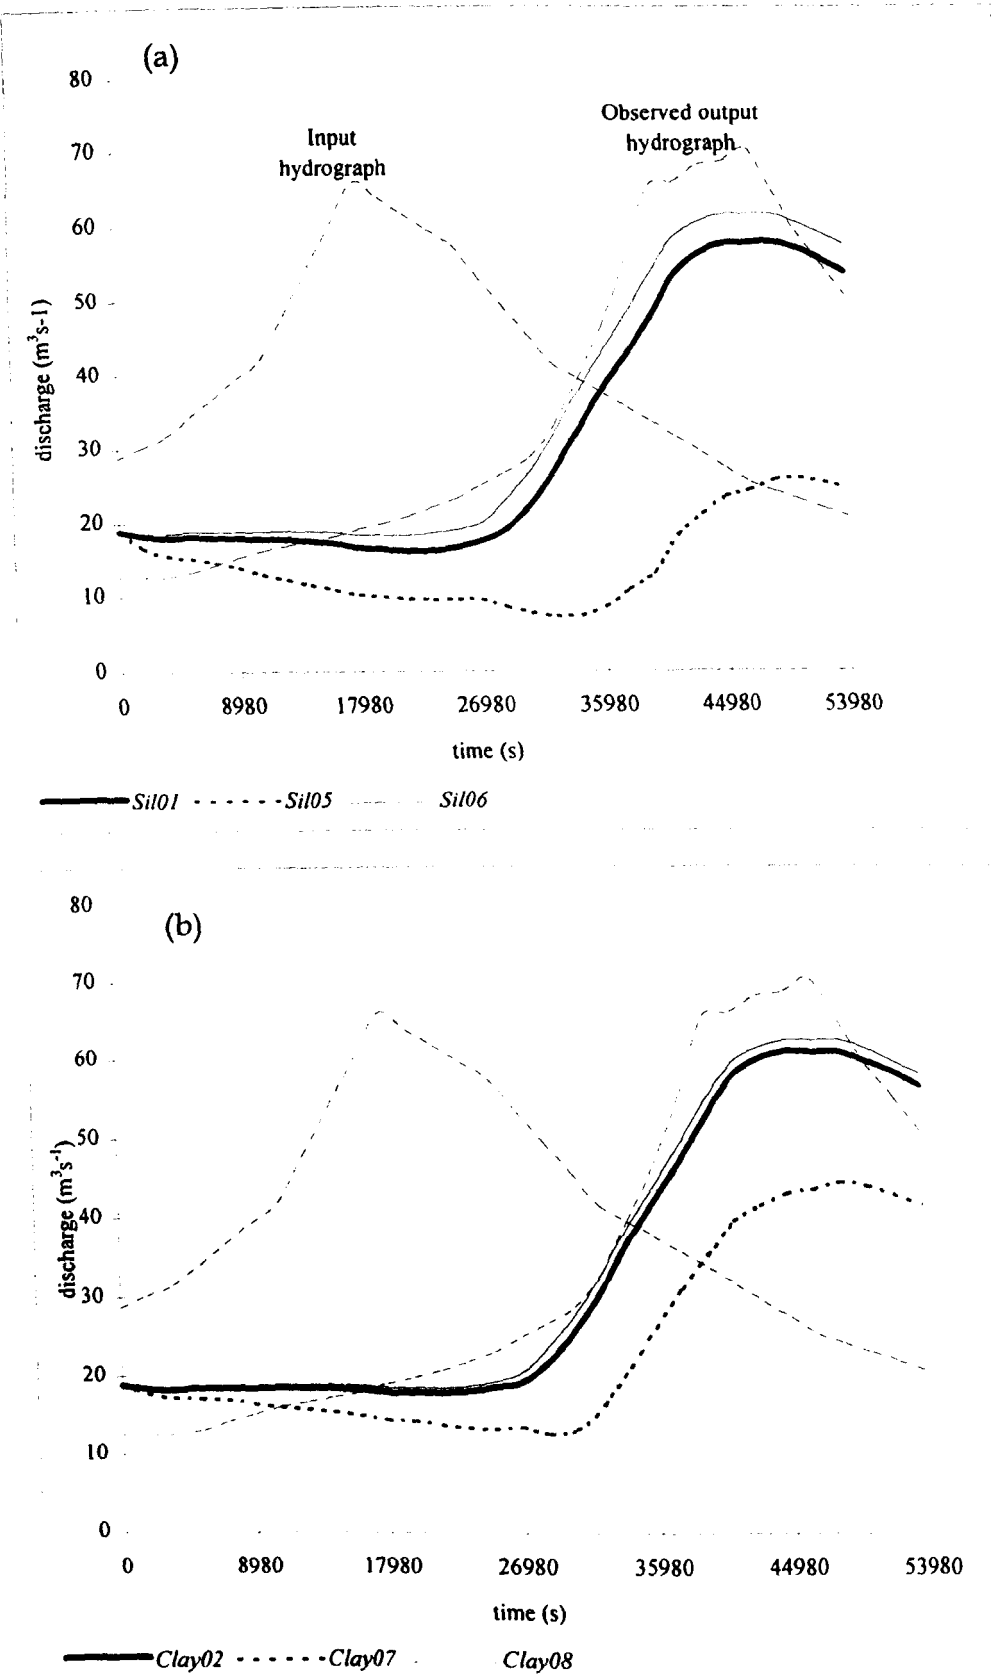 (a)
80
Observed output
hydrograph
Input
hydrograph
70
60
50
40
30
20
10
0
discharge (m³s-1)
0 8980 17980 26980 35980 44980 53980
time (s)
Sil01 Sil05 Sil06
80
(b)
70
60
50
40
30
20
10
0
discharge (m³s⁻¹)
0 8980 17980 26980 35980 44980 53980
time (s)
Clay02 Clay07 Clay08